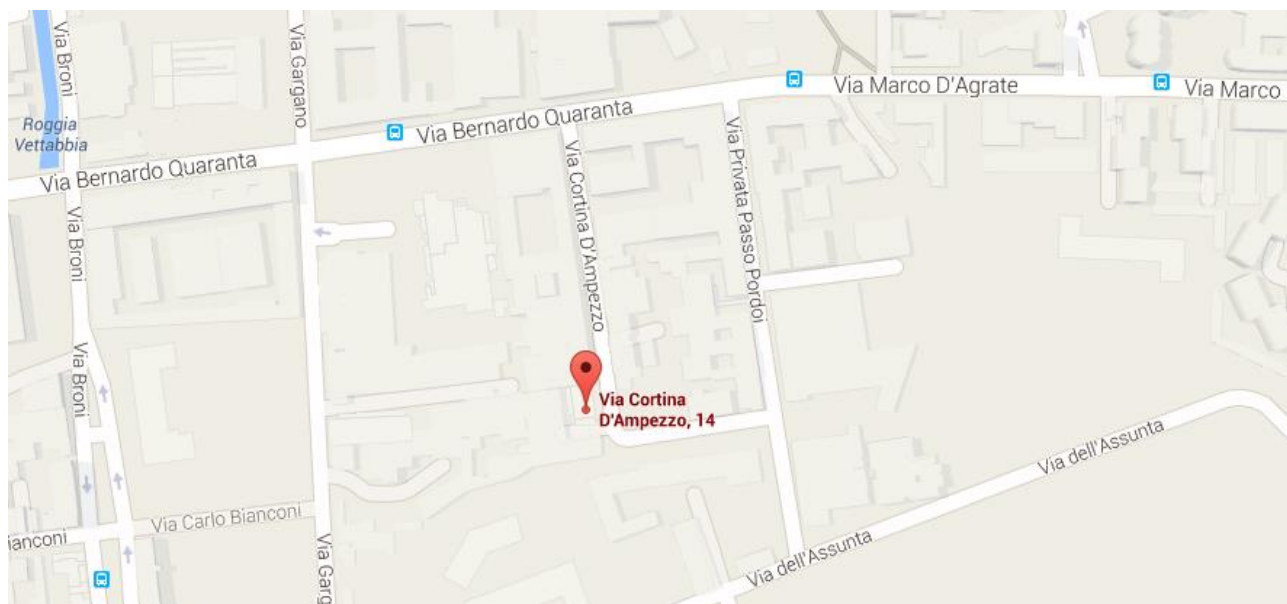 Via Broni
Via Gargano
Roggia
Vettabbia
Via Bernardo Quaranta
Via Bernardo Quaranta
Via Marco D'Agrate
Via Marco
Via Cortina D'Ampezzo
Via Privata Passo Pordoi
Via Broni
Via Broni
Via Cortina
D'Ampezzo, 14
Via dell'Assunta
Via Carlo Bianconi
ianconi
Via Garg
Via dell'Assunta